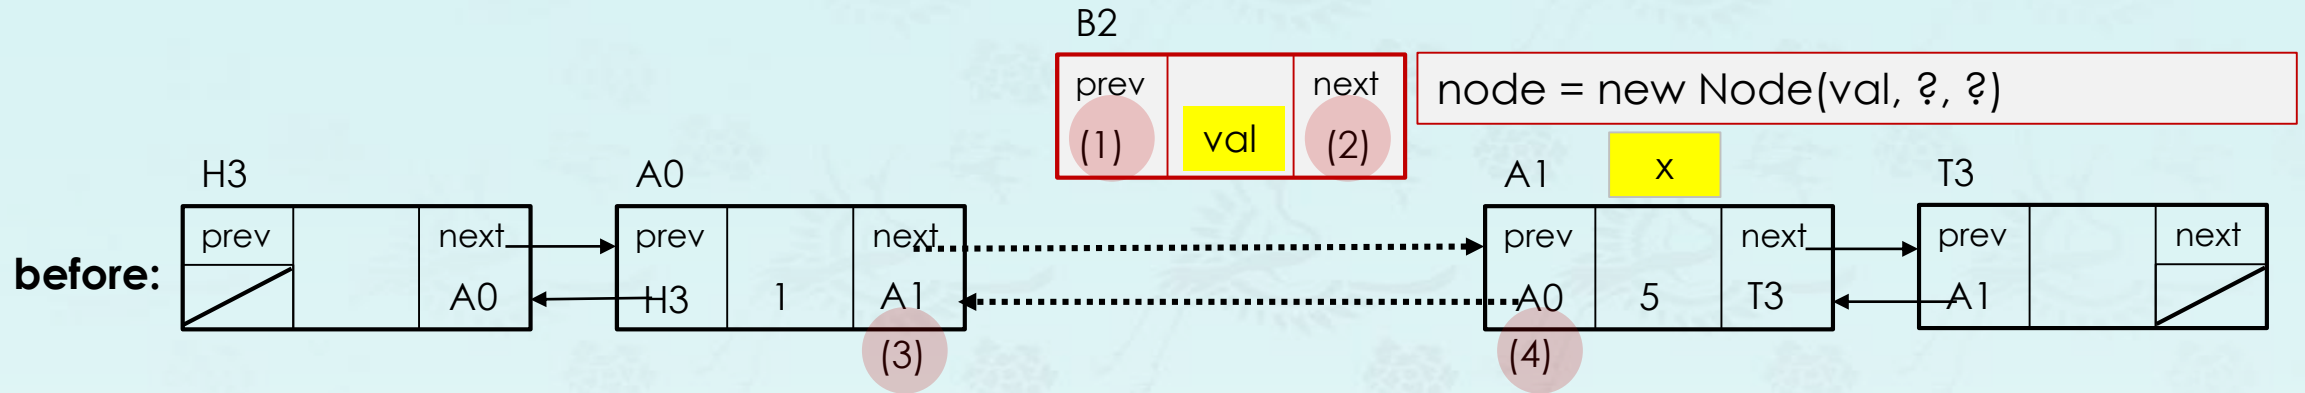 B2
prev next
(1) val (2)
node = new Node(val, ?, ?)
H3 A0 A1 x T3
before:
prev next prev next prev next prev next
A0 H3 1 A1 A0 5 T3 A1
(3) (4)